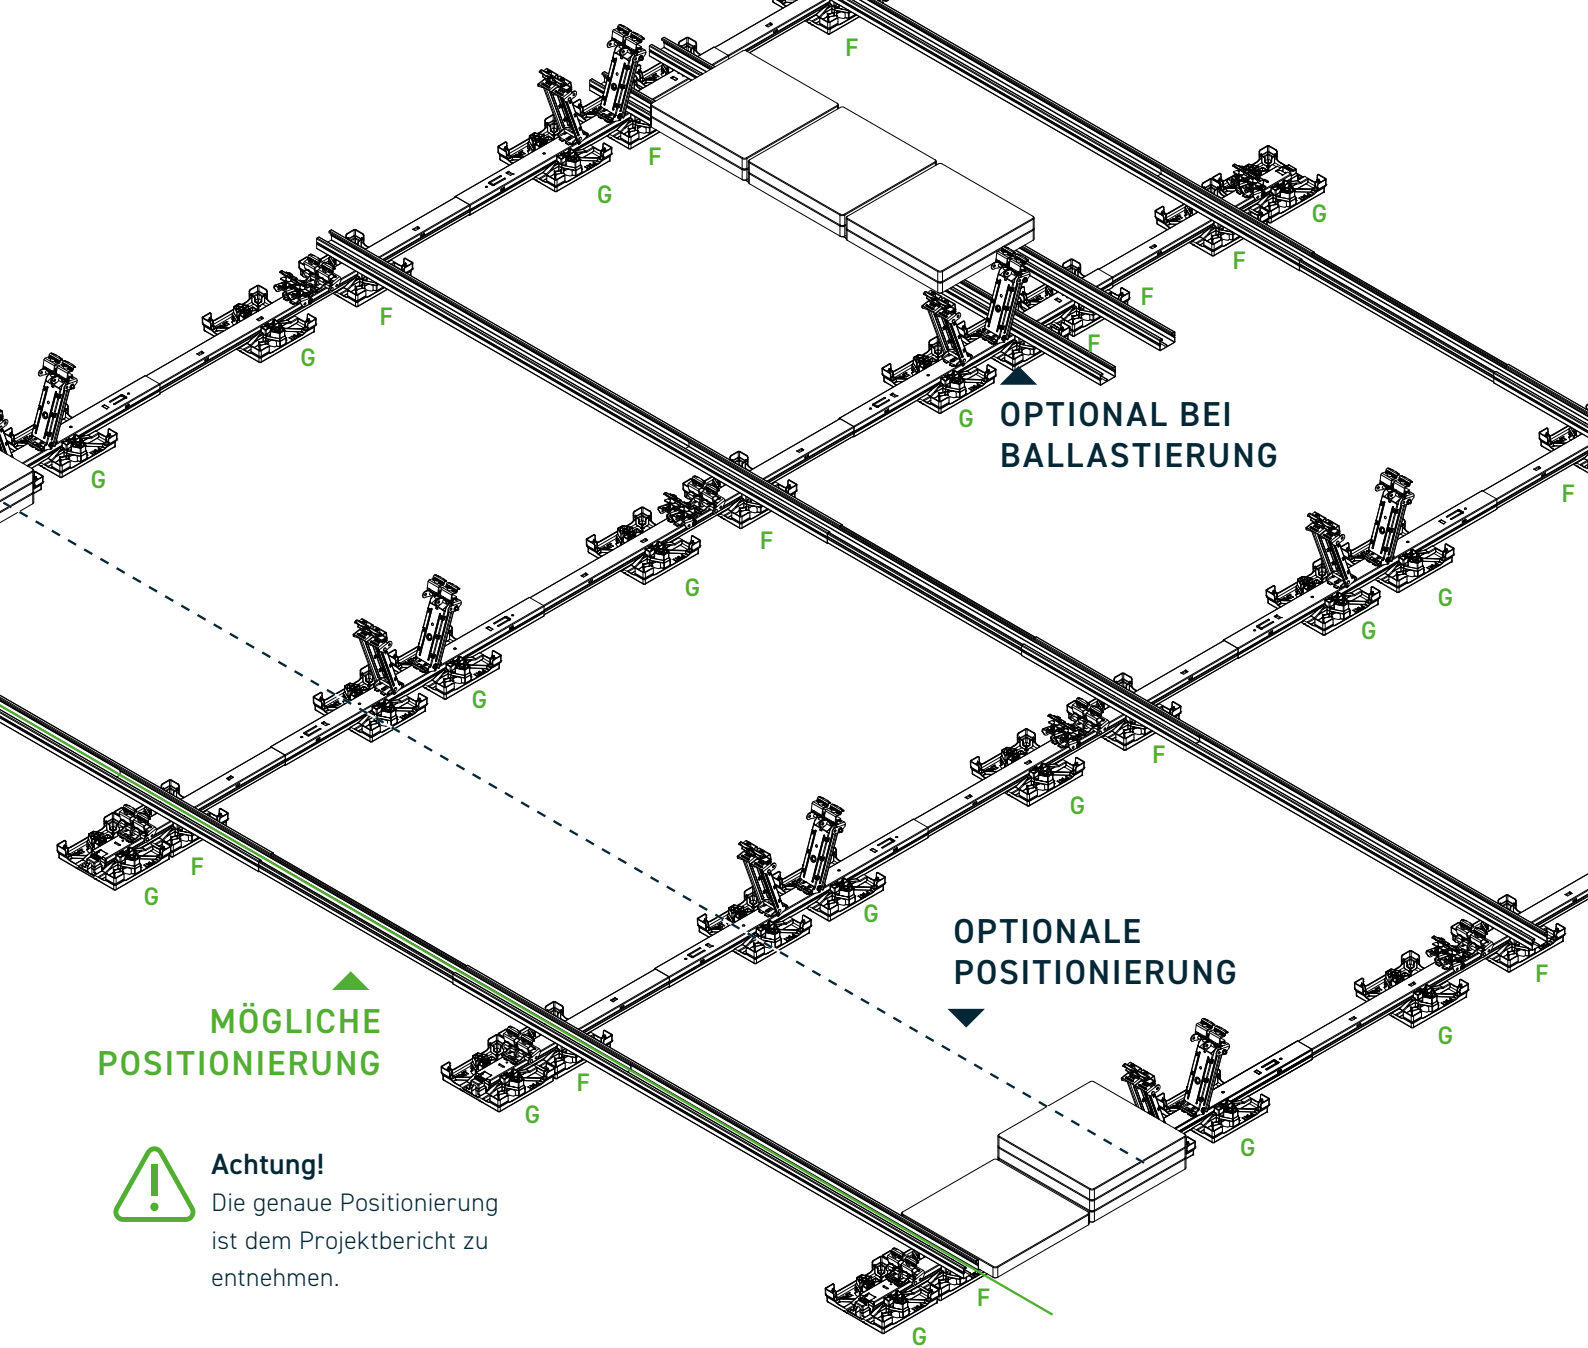 F
F
G
G
F
F
G
F
F
G
G
OPTIONAL BEI
BALLASTIERUNG
G
F
F
G
G
G
G
F
G
F
G
G
OPTIONALE
POSITIONIERUNG
F
G
MÖGLICHE
POSITIONIERUNG
F
G
G
Achtung!
Die genaue Positionierung
ist dem Projektbericht zu
entnehmen.
F
G